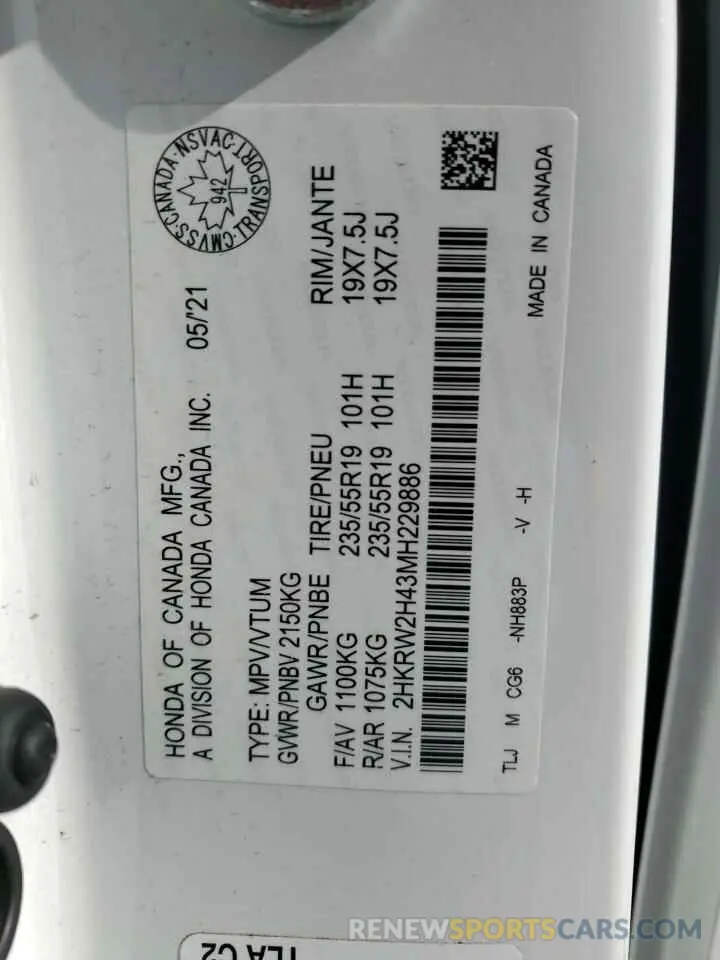 CMVSS·CANADA·NSVAC·TRANSPORT
942
HONDA OF CANADA MFG.,
A DIVISION OF HONDA CANADA INC. 05/'21
TYPE: MPV/VTUM
GVWR/PNBV 2150KG
GAWR/PNBE TIRE/PNEU RIM/JANTE
F/AV 1100KG 235/55R19 101H 19X7.5J
R/AR 1075KG 235/55R19 101H 19X7.5J
V.I.N. 2HKRW2H43MH229886
TLJ M CG6 -NH883P -V -H
MADE IN CANADA
TLA C2
RENEWSPORTSCARS.COM